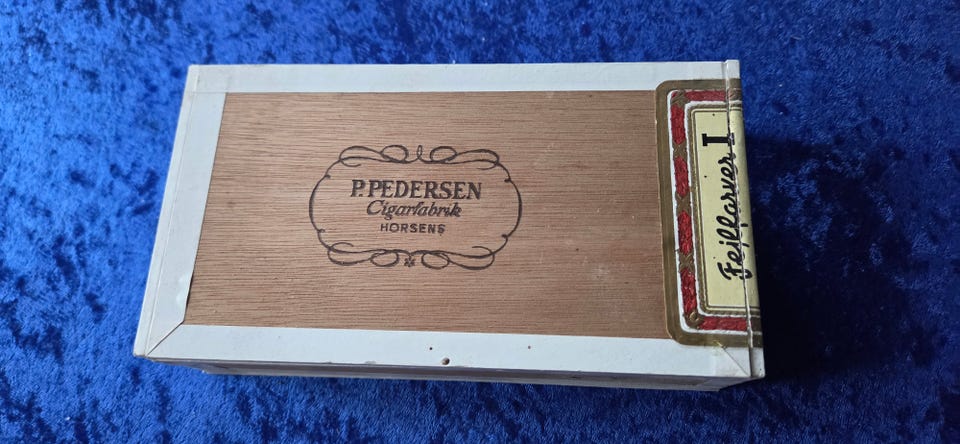 P. PEDERSEN
Cigarfabrik
HORSENS
Fejlfarver I